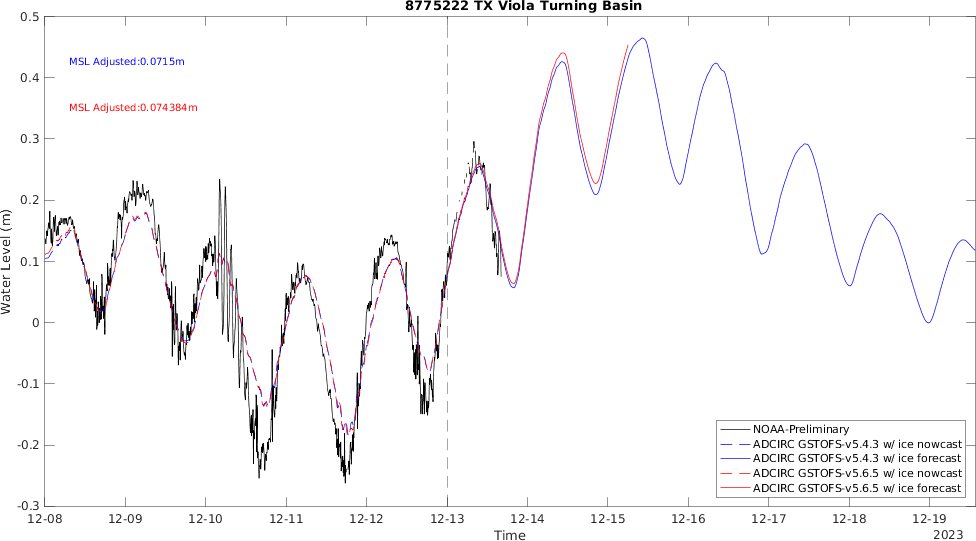 8775222 TX Viola Turning Basin
MSL Adjusted:0.0715m
MSL Adjusted:0.074384m
Water Level (m)
0.5
0.4
0.3
0.2
0.1
0
-0.1
-0.2
-0.3
NOAA-Preliminary
ADCIRC GSTOFS-v5.4.3 w/ ice nowcast
ADCIRC GSTOFS-v5.4.3 w/ ice forecast
ADCIRC GSTOFS-v5.6.5 w/ ice nowcast
ADCIRC GSTOFS-v5.6.5 w/ ice forecast
12-08 12-09 12-10 12-11 12-12 12-13 12-14 12-15 12-16 12-17 12-18 12-19
Time
2023